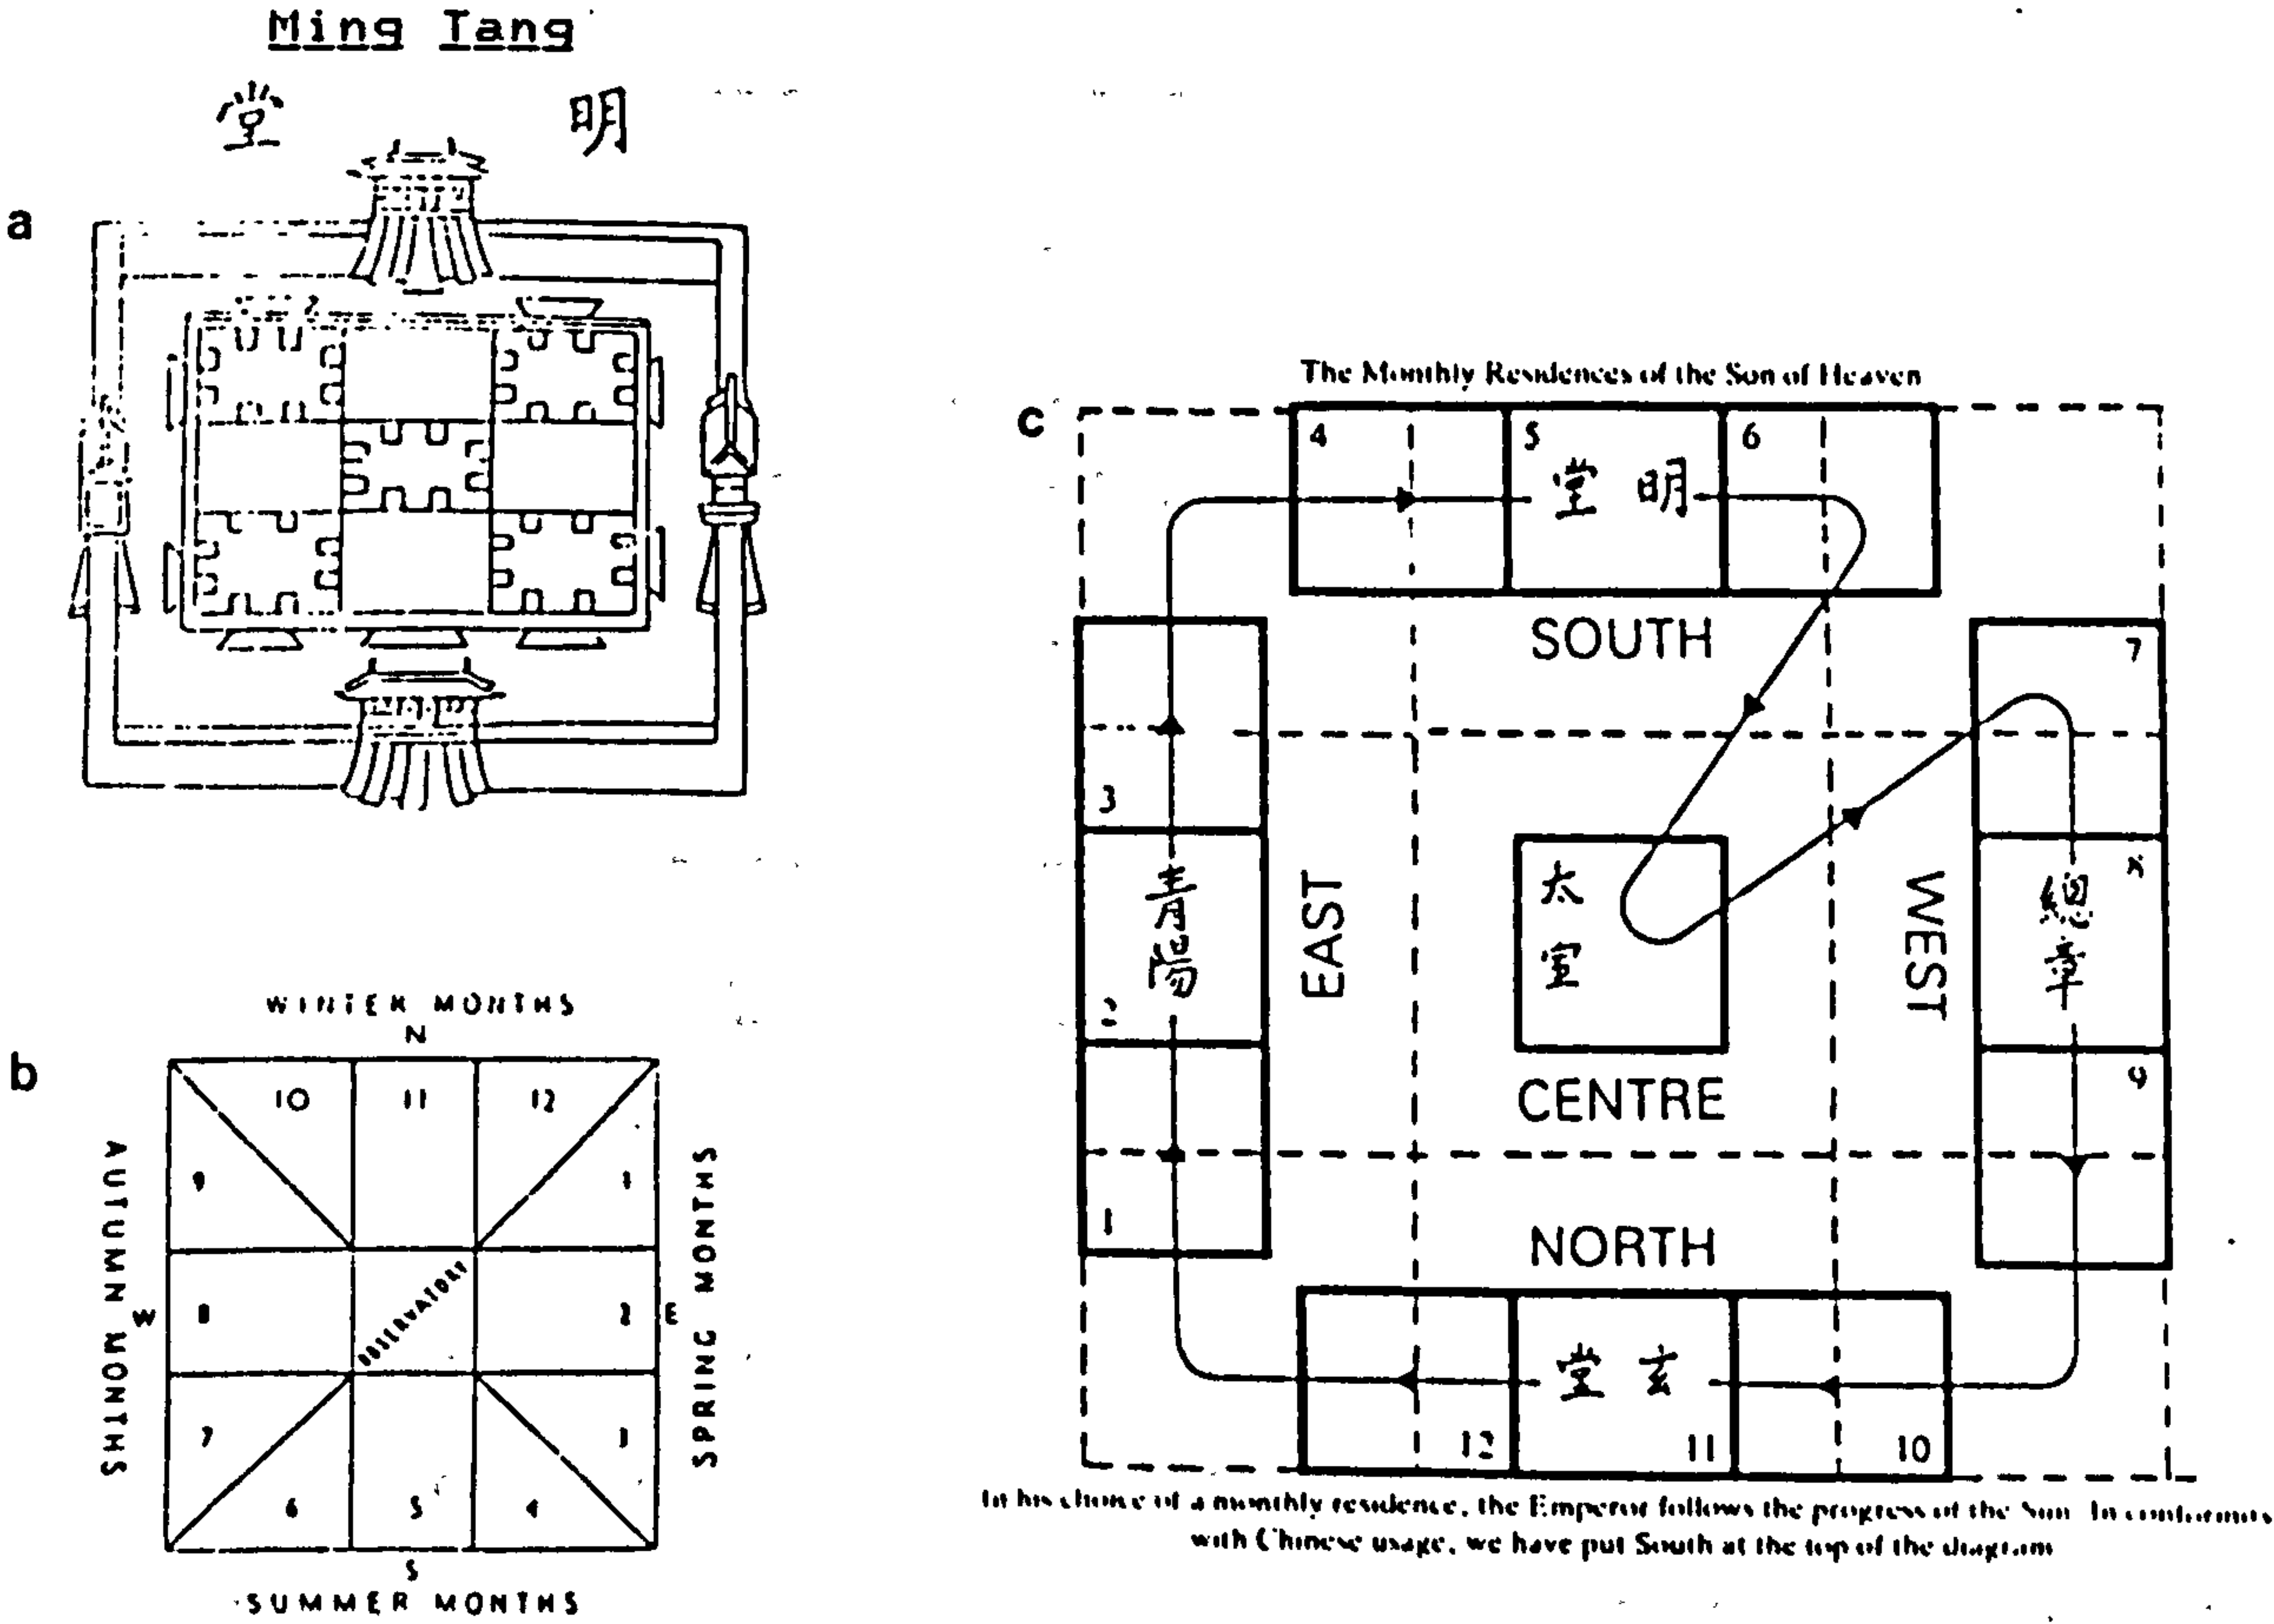 Ming Tang
堂 明
a
b
WINTER MONTHS
N
10 11 12
9 1
AUTUMN MONTHS
W
8
OBSERVATORY
2
E
SPRING MONTHS
7 3
6 5 4
S
SUMMER MONTHS
The Monthly Residences of the Son of Heaven
c
4 5 6
堂 明
SOUTH
7
3
青陽
2
EAST
太
室
CENTRE
WEST
8
總
章
9
1
NORTH
堂 玄
12 11 10
In his choice of a monthly residence, the Emperor follows the progress of the Sun. In conformity
with Chinese usage, we have put South at the top of the diagram